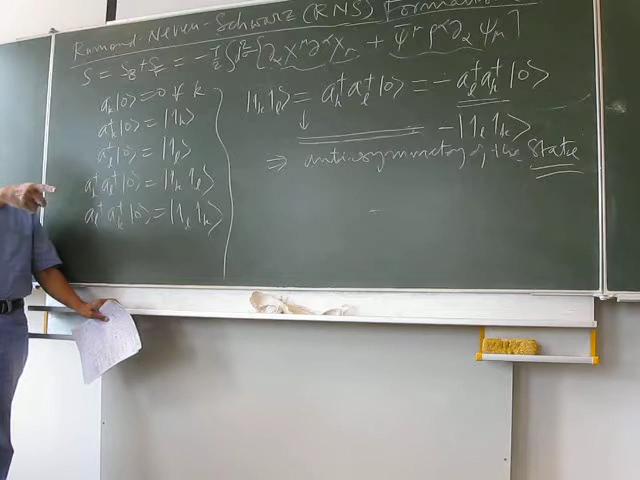 Ramond-Neveu-Schwarz (RNS) Formalism
S = S_B + S_F = -T/2 ∫d²σ [∂_α X^μ ∂^α X_μ + Ψ̄^μ ρ^α ∂_α Ψ_μ]
a_k|0⟩ = 0 ∀ k
a_k†|0⟩ = |1_k⟩
a_l†|0⟩ = |1_l⟩
a_k† a_l†|0⟩ = |1_k 1_l⟩
a_l† a_k†|0⟩ = |1_l 1_k⟩
|1_k 1_l⟩ = a_k† a_l†|0⟩ = - a_l† a_k†|0⟩
↓ - |1_l 1_k⟩
⇒ antisymmetry of the State